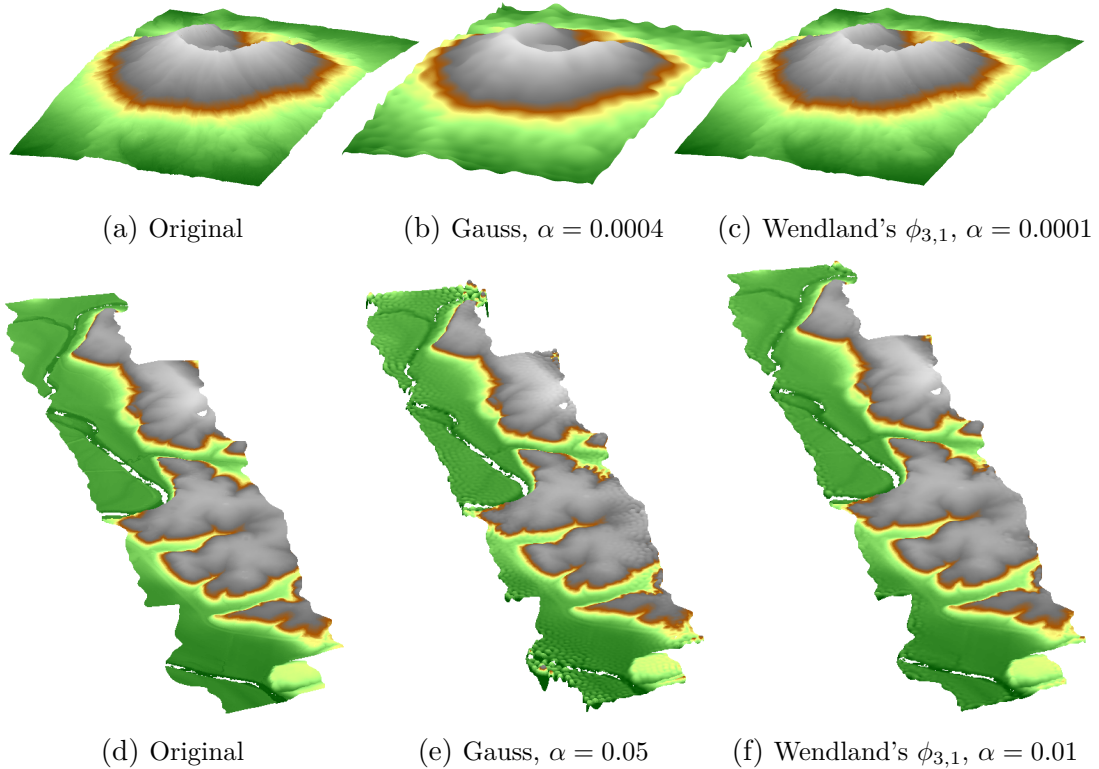 (a) Original
(b) Gauss, α = 0.0004
(c) Wendland's ϕ₃,₁, α = 0.0001
(d) Original
(e) Gauss, α = 0.05
(f) Wendland's ϕ₃,₁, α = 0.01